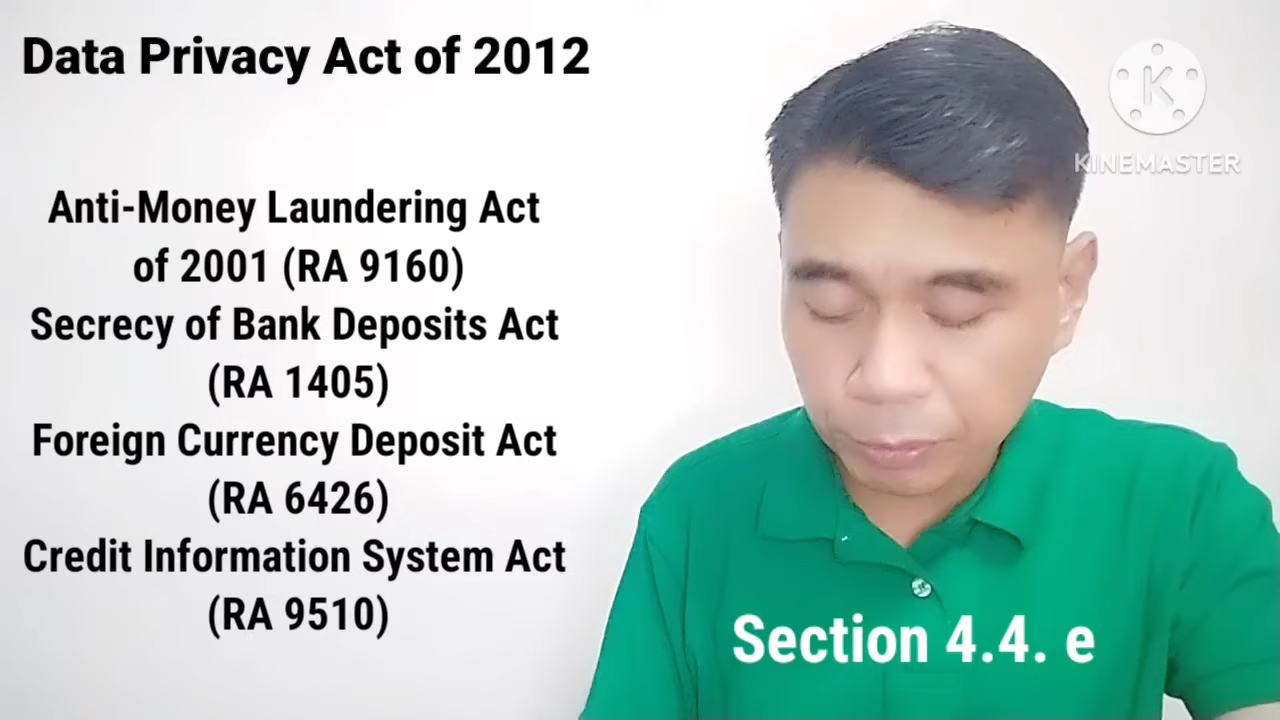 Data Privacy Act of 2012
Anti-Money Laundering Act
of 2001 (RA 9160)
Secrecy of Bank Deposits Act
(RA 1405)
Foreign Currency Deposit Act
(RA 6426)
Credit Information System Act
(RA 9510)
K
KINEMASTER
Section 4.4. e